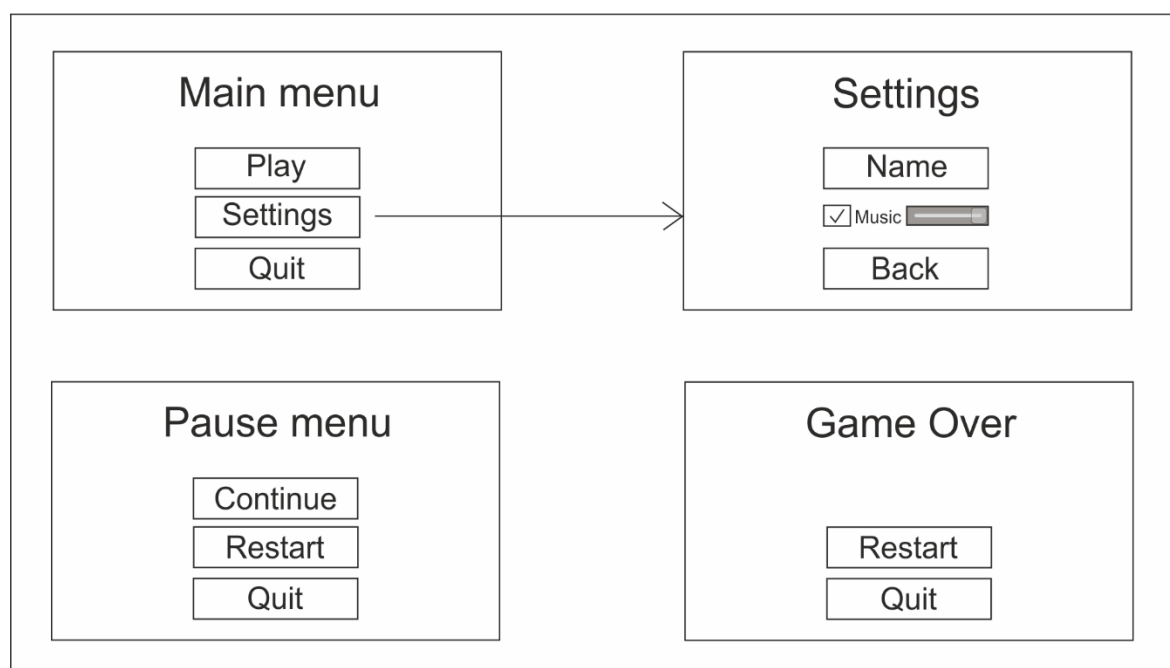 Main menu
Play
Settings
Quit
Settings
Name
Music
Back
Pause menu
Continue
Restart
Quit
Game Over
Restart
Quit